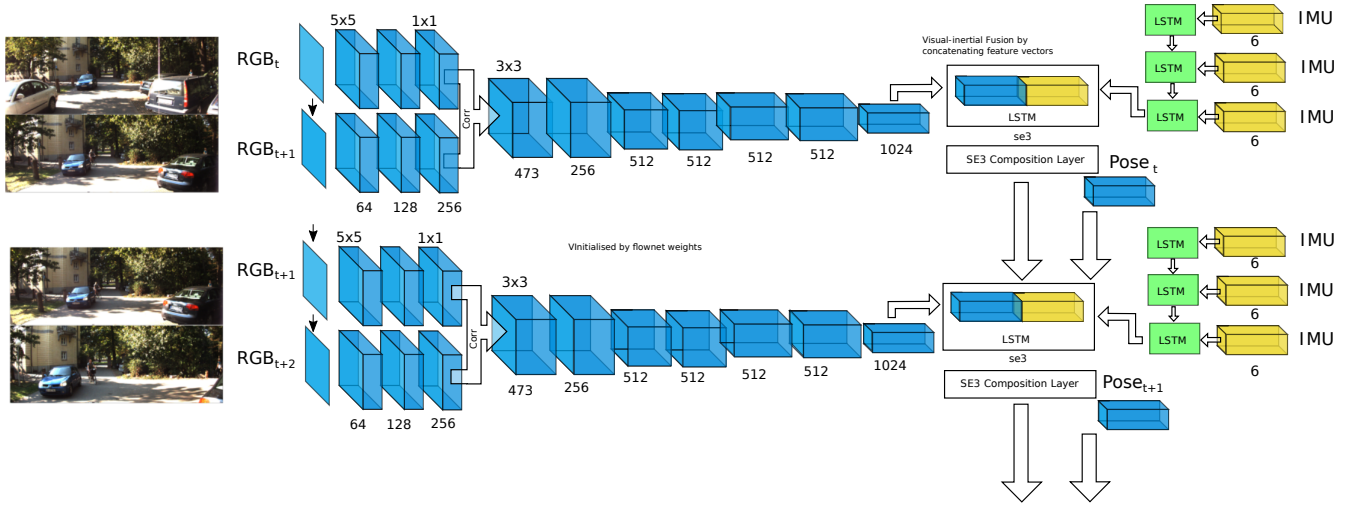 5x5 1x1
RGBt
3x3
Corr
RGBt+1
64 128 256
473 256 512 512 512 512 1024
Visual-inertial Fusion by
concatenating feature vectors
LSTM
se3
SE3 Composition Layer
Pose t
LSTM IMU
6
LSTM IMU
6
LSTM IMU
6
5x5 1x1
RGBt+1
3x3
VInitialised by flownet weights
Corr
RGBt+2
64 128 256
473 256 512 512 512 512 1024
LSTM
se3
SE3 Composition Layer
Poset+1
LSTM IMU
6
LSTM IMU
6
LSTM IMU
6